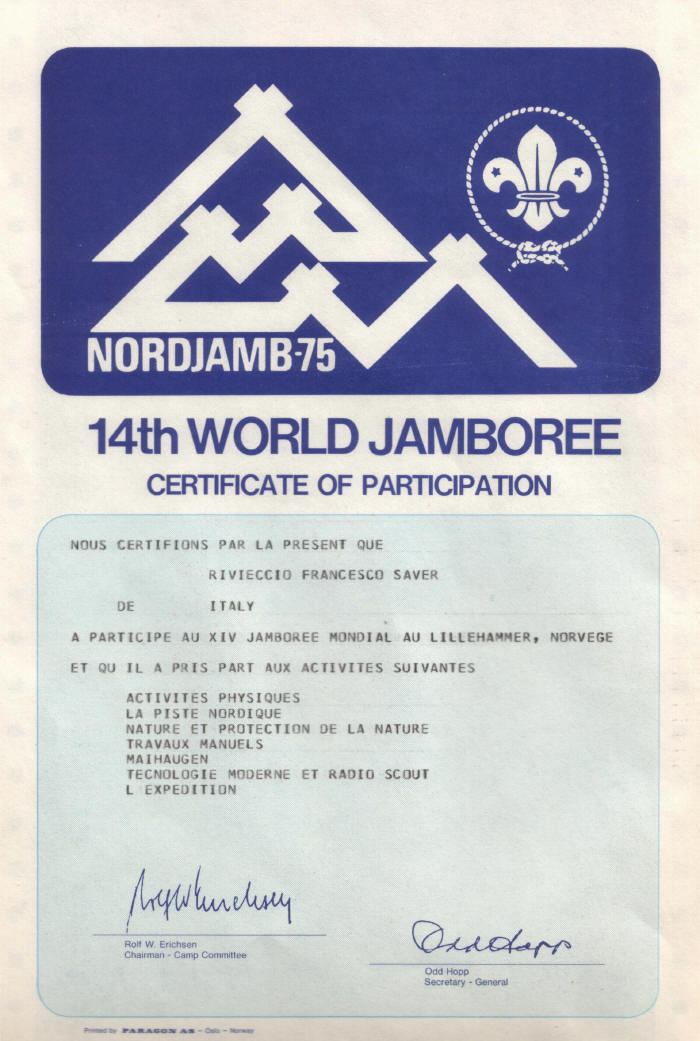 NORDJAMB-75
14th WORLD JAMBOREE
CERTIFICATE OF PARTICIPATION
NOUS CERTIFIONS PAR LA PRESENT QUE
RIVIECCIO FRANCESCO SAVER
DE ITALY
A PARTICIPE AU XIV JAMBOREE MONDIAL AU LILLEHAMMER, NORVEGE
ET QU IL A PRIS PART AUX ACTIVITES SUIVANTES
ACTIVITES PHYSIQUES
LA PISTE NORDIQUE
NATURE ET PROTECTION DE LA NATURE
TRAVAUX MANUELS
MAIHAUGEN
TECNOLOGIE MODERNE ET RADIO SCOUT
L EXPEDITION
Rolf W Erichsen
Odd Hopp
Rolf W. Erichsen
Chairman - Camp Committee
Odd Hopp
Secretary - General
Printed by PARAGON AS - Oslo - Norway